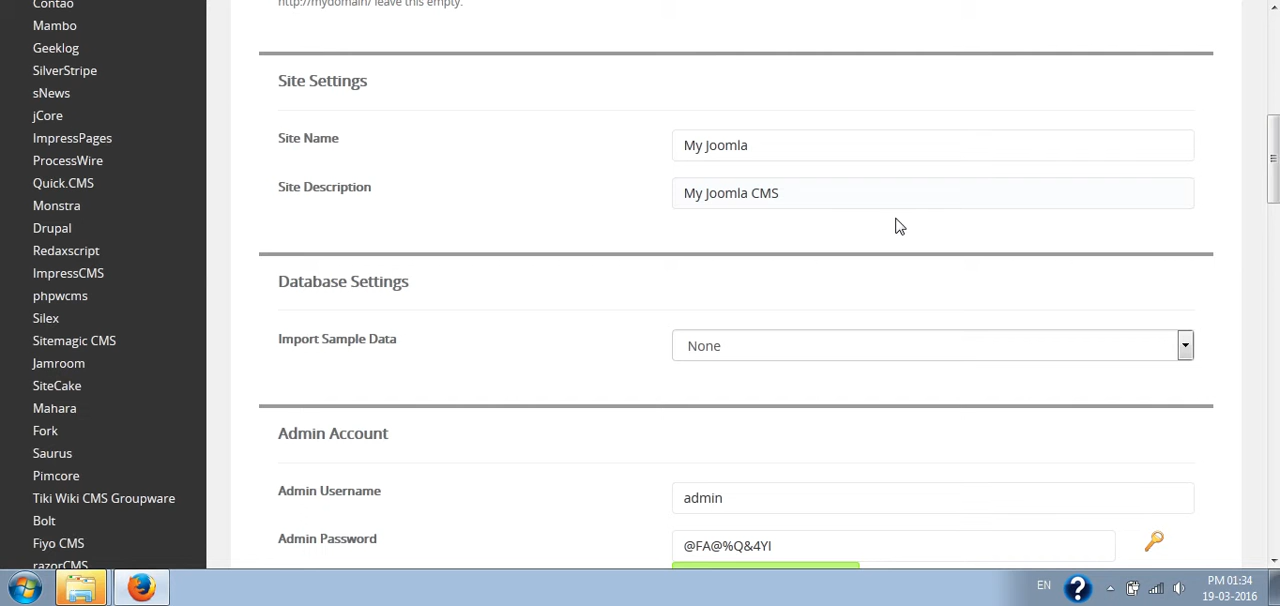 Contao
Mambo
Geeklog
SilverStripe
sNews
jCore
ImpressPages
ProcessWire
Quick.CMS
Monstra
Drupal
Redaxscript
ImpressCMS
phpwcms
Silex
Sitemagic CMS
Jamroom
SiteCake
Mahara
Fork
Saurus
Pimcore
Tiki Wiki CMS Groupware
Bolt
Fiyo CMS
razorCMS
http://mydomain/ leave this empty.
Site Settings
Site Name
My Joomla
Site Description
My Joomla CMS
Database Settings
Import Sample Data
None
Admin Account
Admin Username
admin
Admin Password
@FA@%Q&4YI
EN
?
PM 01:34
19-03-2016